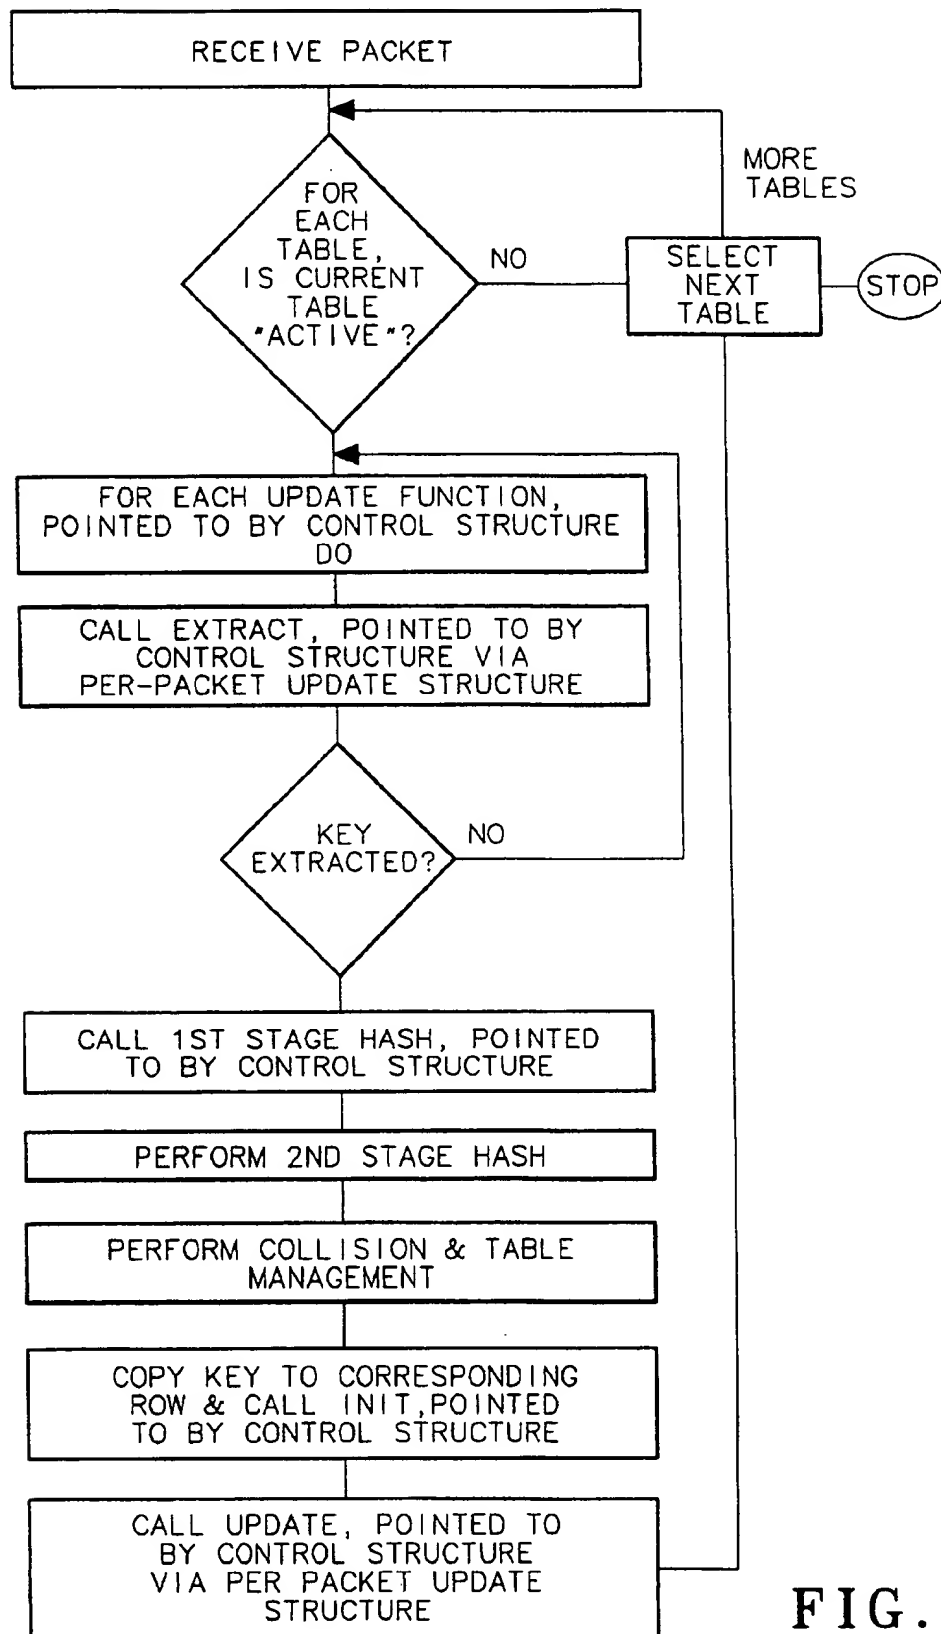 RECEIVE PACKET
MORE
TABLES
FOR
EACH
TABLE,
IS CURRENT
TABLE
"ACTIVE"?
NO
SELECT
NEXT
TABLE
STOP
FOR EACH UPDATE FUNCTION,
POINTED TO BY CONTROL STRUCTURE
DO
CALL EXTRACT, POINTED TO BY
CONTROL STRUCTURE VIA
PER-PACKET UPDATE STRUCTURE
KEY
EXTRACTED?
NO
CALL 1ST STAGE HASH, POINTED
TO BY CONTROL STRUCTURE
PERFORM 2ND STAGE HASH
PERFORM COLLISION & TABLE
MANAGEMENT
COPY KEY TO CORRESPONDING
ROW & CALL INIT,POINTED
TO BY CONTROL STRUCTURE
CALL UPDATE, POINTED TO
BY CONTROL STRUCTURE
VIA PER PACKET UPDATE
STRUCTURE
FIG.